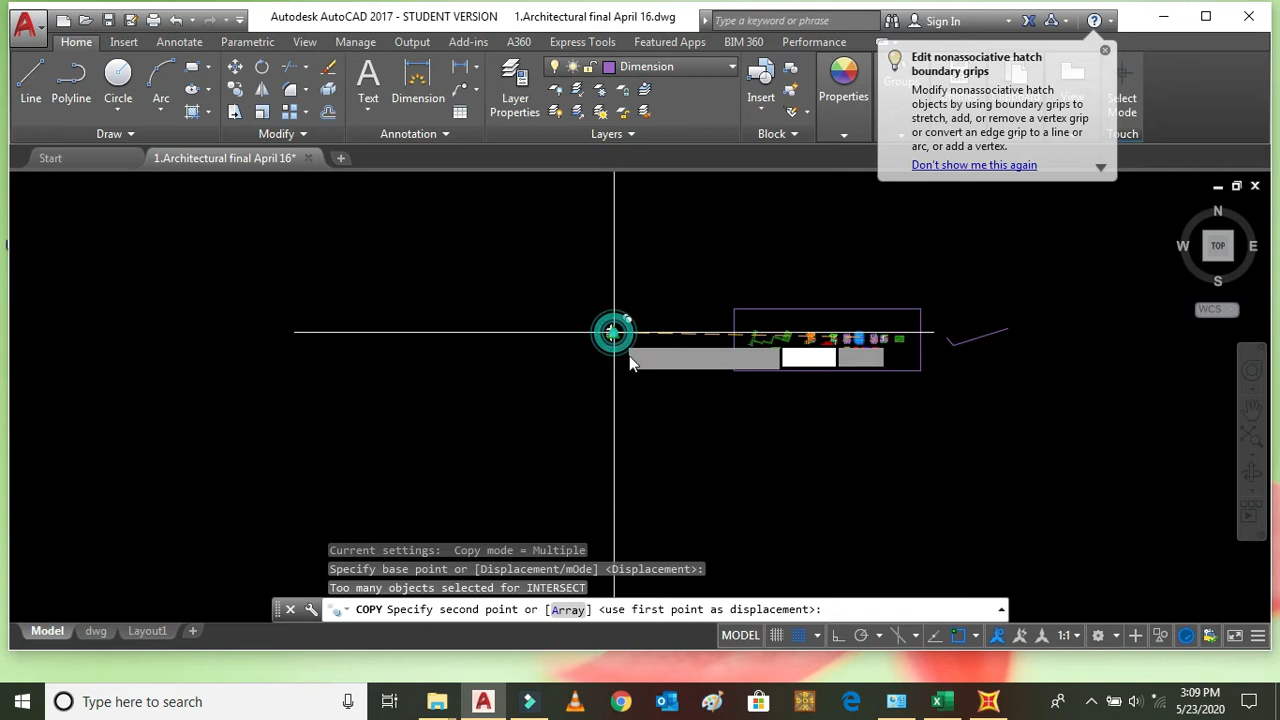 Autodesk AutoCAD 2017 - STUDENT VERSION 1.Architectural final April 16.dwg
Type a keyword or phrase
Sign In
Home Insert Annotate Parametric View Manage Output Add-ins A360 Express Tools Featured Apps BIM 360 Performance
Line Polyline Circle Arc
Text Dimension
Layer
Properties
Dimension
Insert
Properties
Groups
View
Select
Mode
Draw
Modify
Annotation
Layers
Block
Touch
Edit nonassociative hatch
boundary grips
Modify nonassociative hatch
objects by using boundary grips to
stretch, add, or remove a vertex grip
or convert an edge grip to a line or
arc, or add a vertex.
Don't show me this again
Start 1.Architectural final April 16*
N
W TOP E
S
WCS
Current settings: Copy mode = Multiple
Specify base point or [Displacement/mOde] <Displacement>:
Too many objects selected for INTERSECT
COPY Specify second point or [Array] <use first point as displacement>:
Model dwg Layout1
MODEL 1:1
Type here to search
3:09 PM
5/23/2020